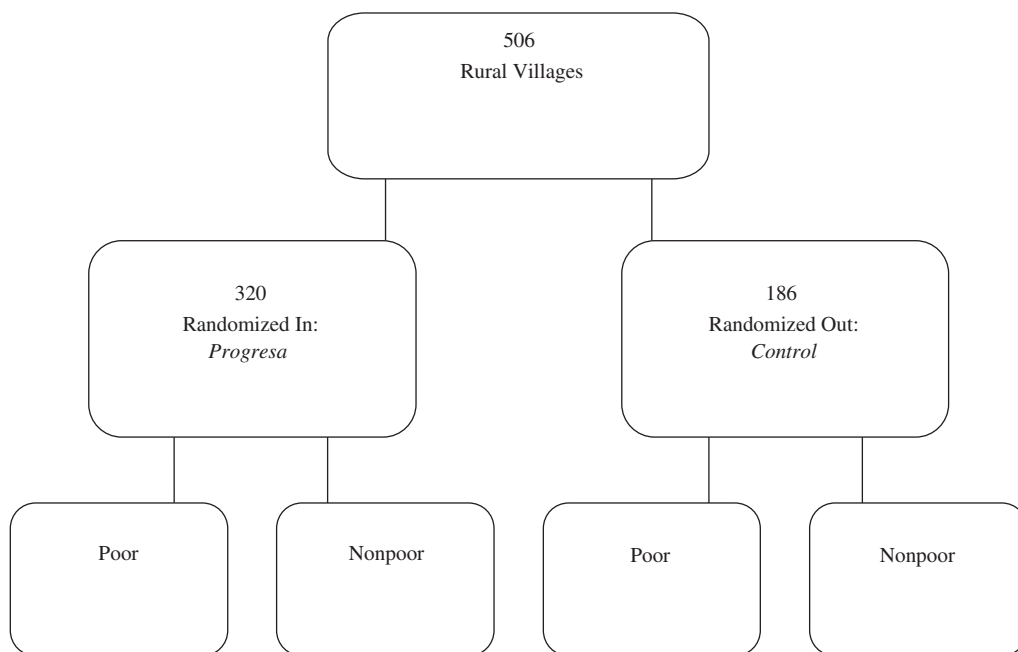 506
Rural Villages
320
Randomized In:
Progresa
186
Randomized Out:
Control
Poor
Nonpoor
Poor
Nonpoor